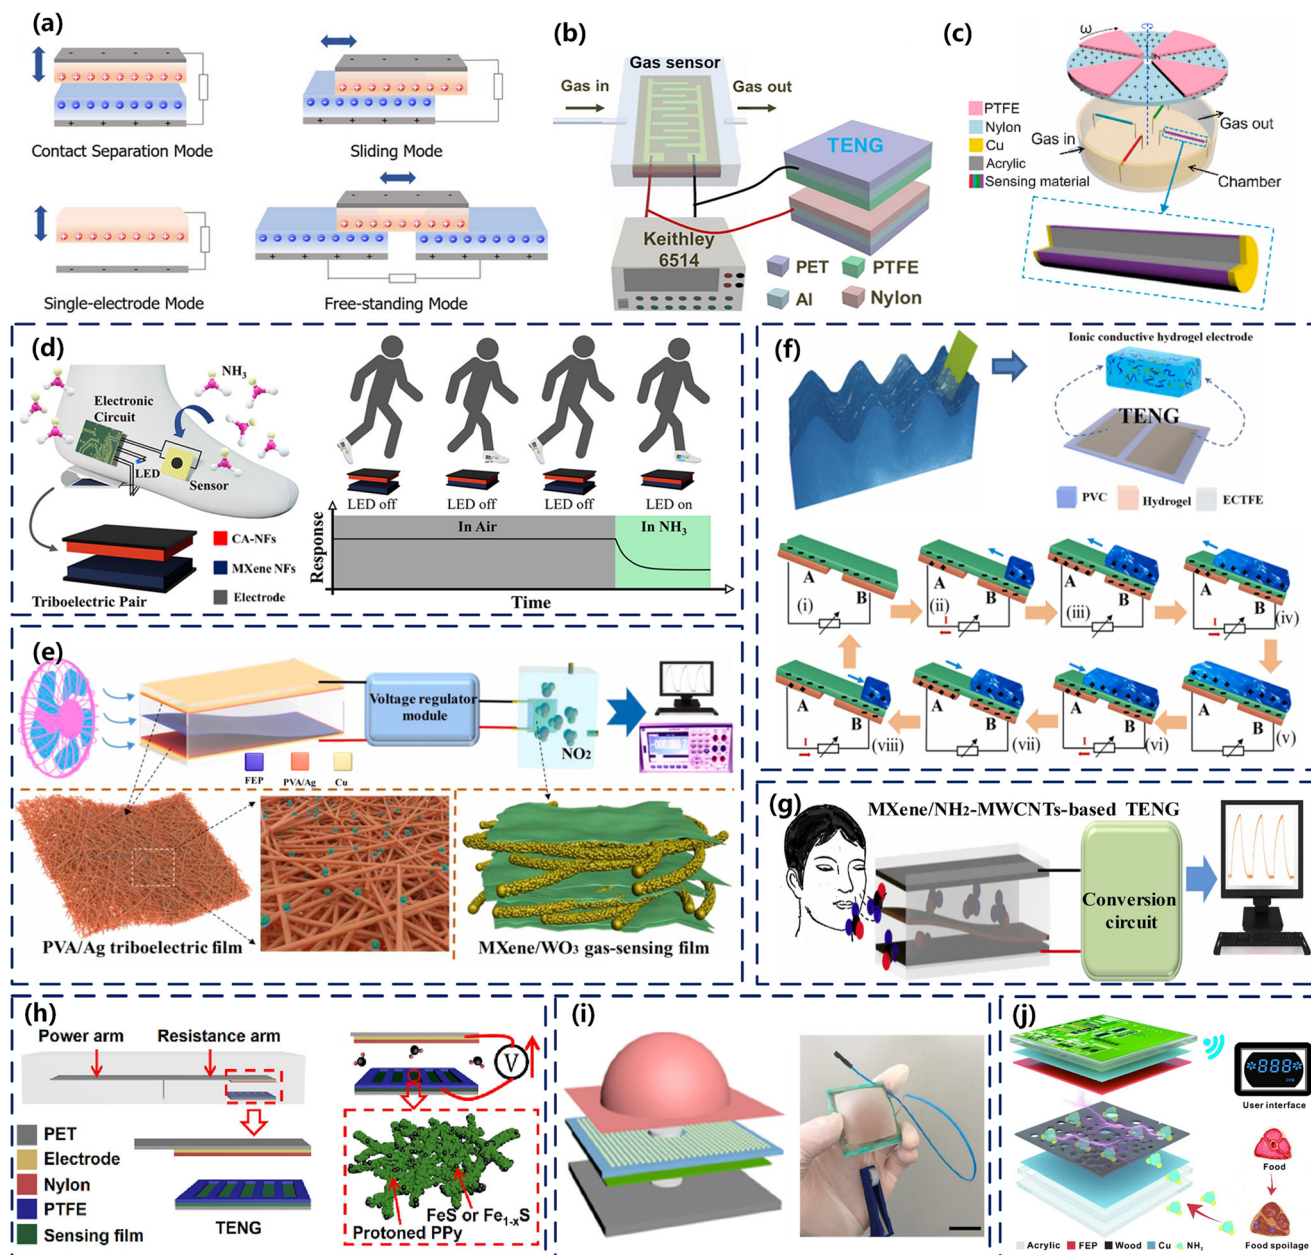 (a)
Contact Separation Mode
Sliding Mode
Single-electrode Mode
Free-standing Mode
(b)
Gas sensor
Gas in
Gas out
TENG
Keithley
6514
PET
PTFE
Al
Nylon
(c)
ω
PTFE
Nylon
Cu
Acrylic
Sensing material
Gas in
Gas out
Chamber
(d)
NH3
Electronic
Circuit
LED
Sensor
CA-NFs
MXene NFs
Electrode
Triboelectric Pair
LED off
LED off
LED off
LED on
In Air
In NH3
Response
Time
(e)
Voltage regulator
module
NO2
FEP
PVA/Ag
Cu
PVA/Ag triboelectric film
MXene/WO3 gas-sensing film
(f)
Ionic conductive hydrogel electrode
TENG
PVC
Hydrogel
ECTFE
A
B
(i)
A
B
I
(ii)
A
B
(iii)
A
B
I
(iv)
A
B
I
(viii)
A
B
(vii)
A
B
I
(vi)
A
B
(v)
(g)
MXene/NH2-MWCNTs-based TENG
Conversion
circuit
(h)
Power arm
Resistance arm
PET
Electrode
Nylon
PTFE
Sensing film
TENG
V
FeS or Fe1-xS
Protoned PPy
(i)
(j)
User interface
Food
Food spoilage
Acrylic
FEP
Wood
Cu
NH3